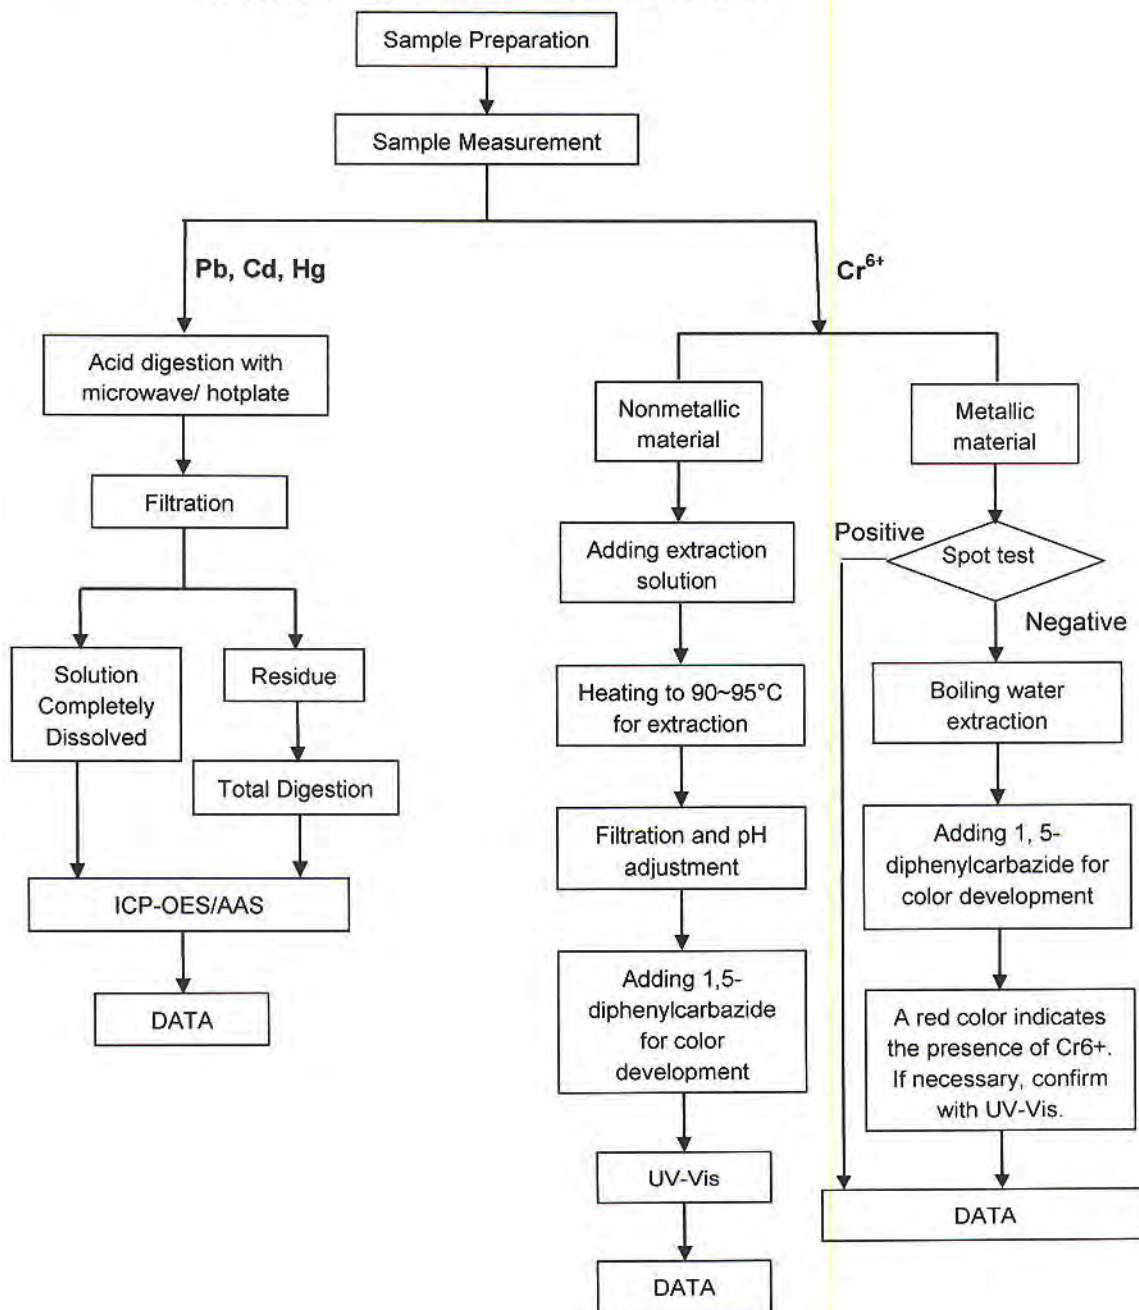 Sample Preparation
Sample Measurement
Pb, Cd, Hg
Cr6+
Acid digestion with
microwave/ hotplate
Filtration
Solution
Completely
Dissolved
Residue
Total Digestion
ICP-OES/AAS
DATA
Nonmetallic
material
Adding extraction
solution
Heating to 90~95°C
for extraction
Filtration and pH
adjustment
Adding 1,5-
diphenylcarbazide
for color
development
UV-Vis
DATA
Metallic
material
Spot test
Positive
Negative
Boiling water
extraction
Adding 1, 5-
diphenylcarbazide for
color development
A red color indicates
the presence of Cr6+.
If necessary, confirm
with UV-Vis.
DATA